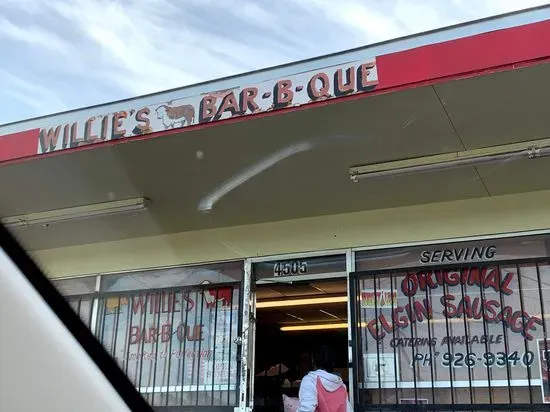 WILLIE'S BAR-B-QUE
4505
WILLIE'S
BAR-B-QUE
SERVING
ORIGINAL
ELGIN SAUSAGE
CATERING AVAILABLE
PH# 926-9340